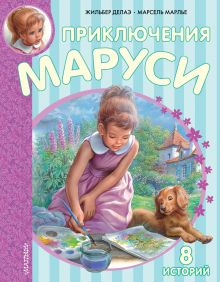 ЖИЛЬБЕР ДЕЛАЭ • МАРСЕЛЬ МАРЛЬЕ
ПРИКЛЮЧЕНИЯ
МАРУСИ
8
ИСТОРИЙ